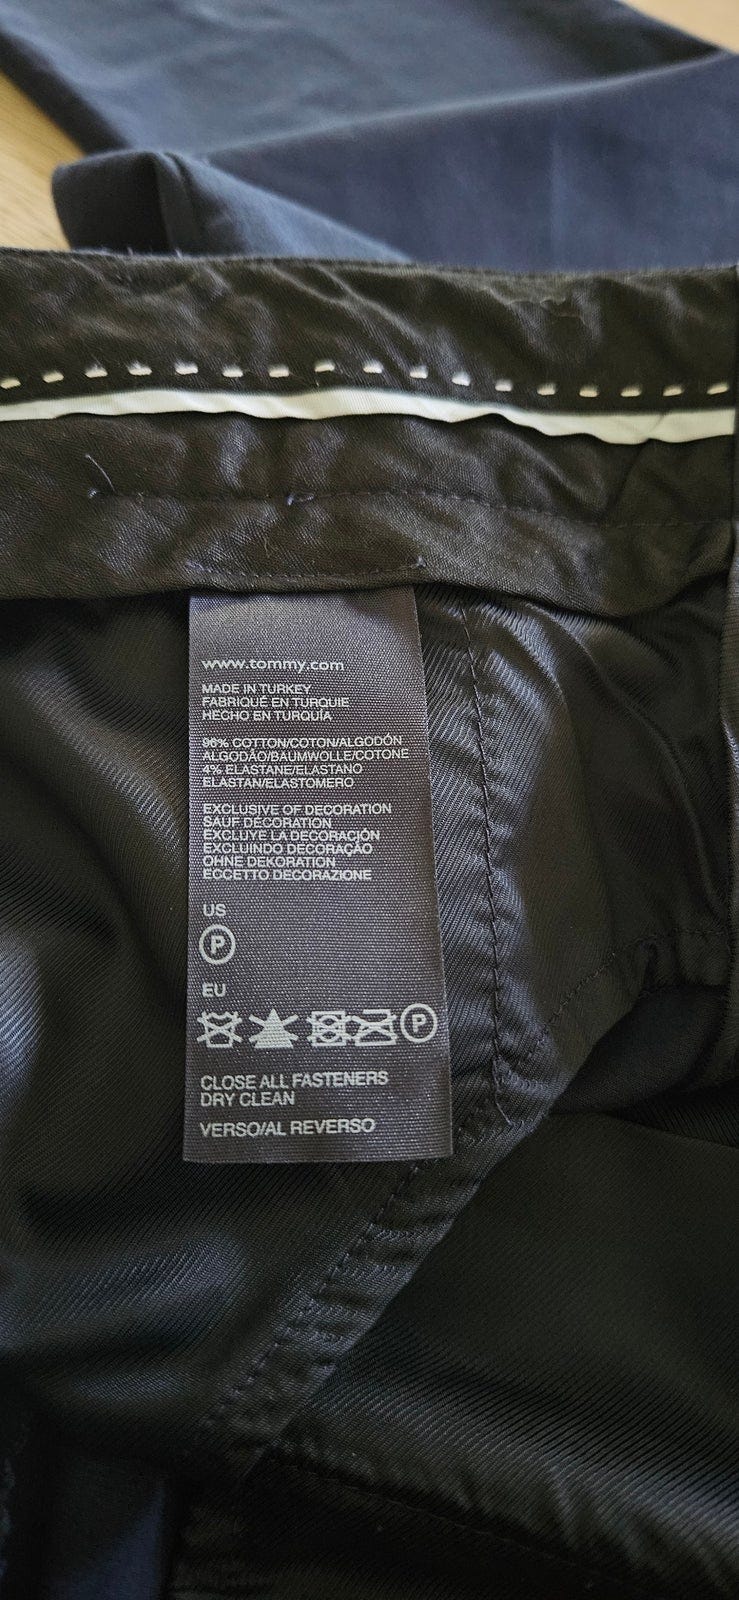 www.tommy.com
MADE IN TURKEY
FABRIQUÉ EN TURQUIE
HECHO EN TURQUÍA
96% COTTON/COTON/ALGODÓN
ALGODÃO/BAUMWOLLE/COTONE
4% ELASTANE/ELASTANO
ELASTAN/ELASTOMERO
EXCLUSIVE OF DECORATION
SAUF DÉCORATION
EXCLUYE LA DECORACIÓN
EXCLUINDO DECORAÇÃO
OHNE DEKORATION
ECCETTO DECORAZIONE
US
P
EU
P
CLOSE ALL FASTENERS
DRY CLEAN
VERSO/AL REVERSO